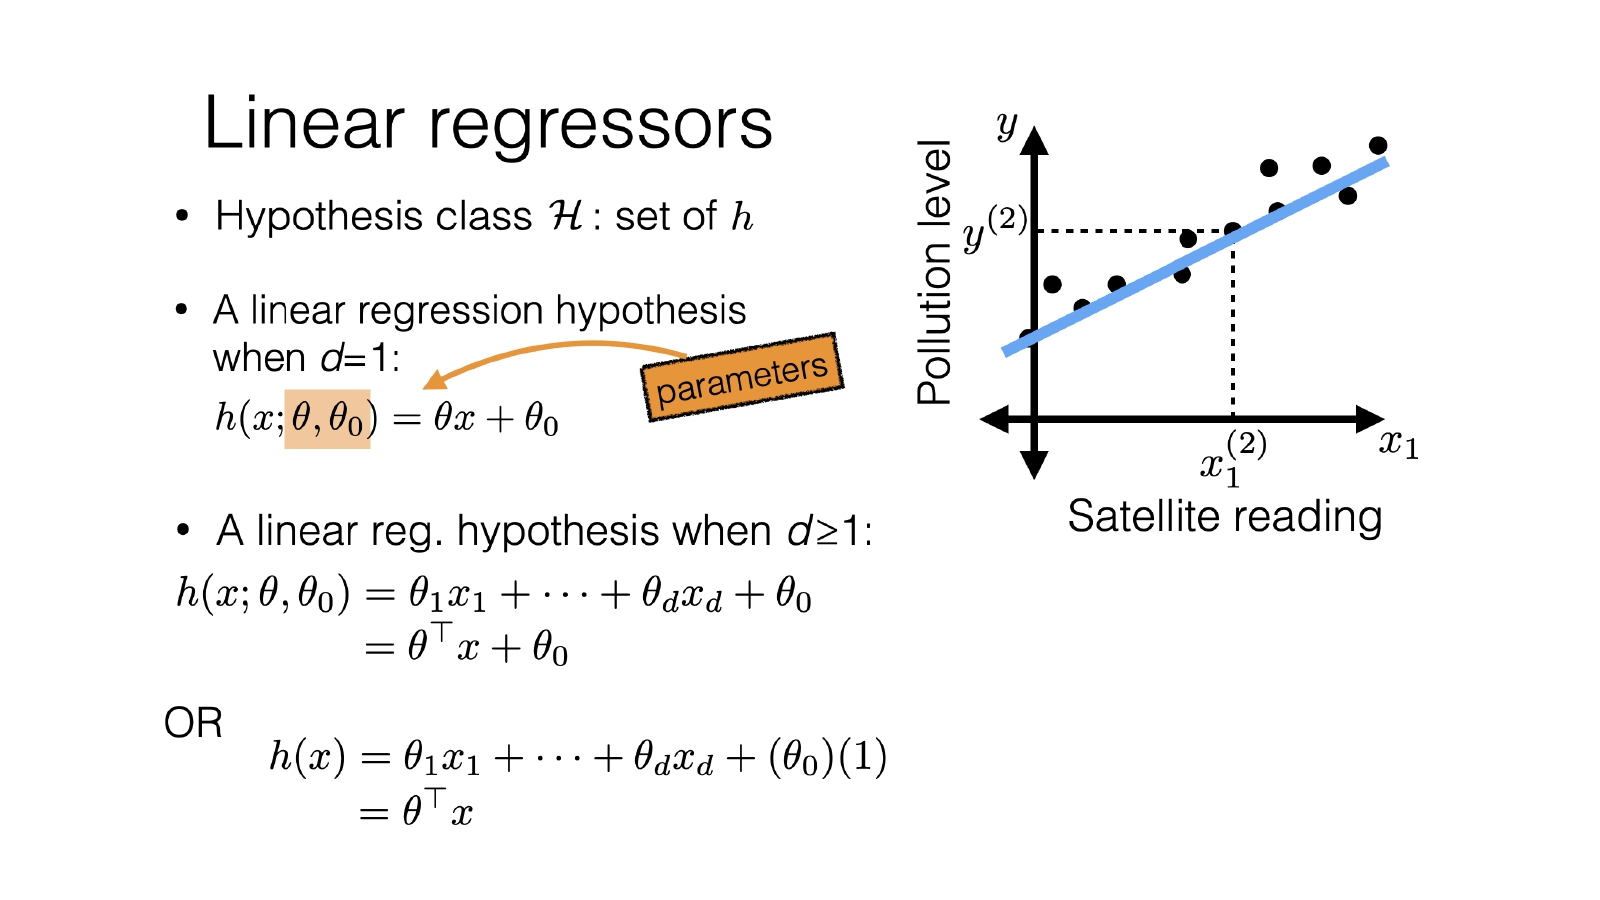 Linear regressors
• Hypothesis class ℋ : set of h
• A linear regression hypothesis
when d=1:
h(x; θ, θ₀) = θx + θ₀
parameters
• A linear reg. hypothesis when d≥1:
h(x; θ, θ₀) = θ₁x₁ + · · · + θ_d x_d + θ₀
= θ^⊤ x + θ₀
OR
h(x) = θ₁x₁ + · · · + θ_d x_d + (θ₀)(1)
= θ^⊤ x
y
Pollution level
y^(2)
x₁^(2)
x₁
Satellite reading